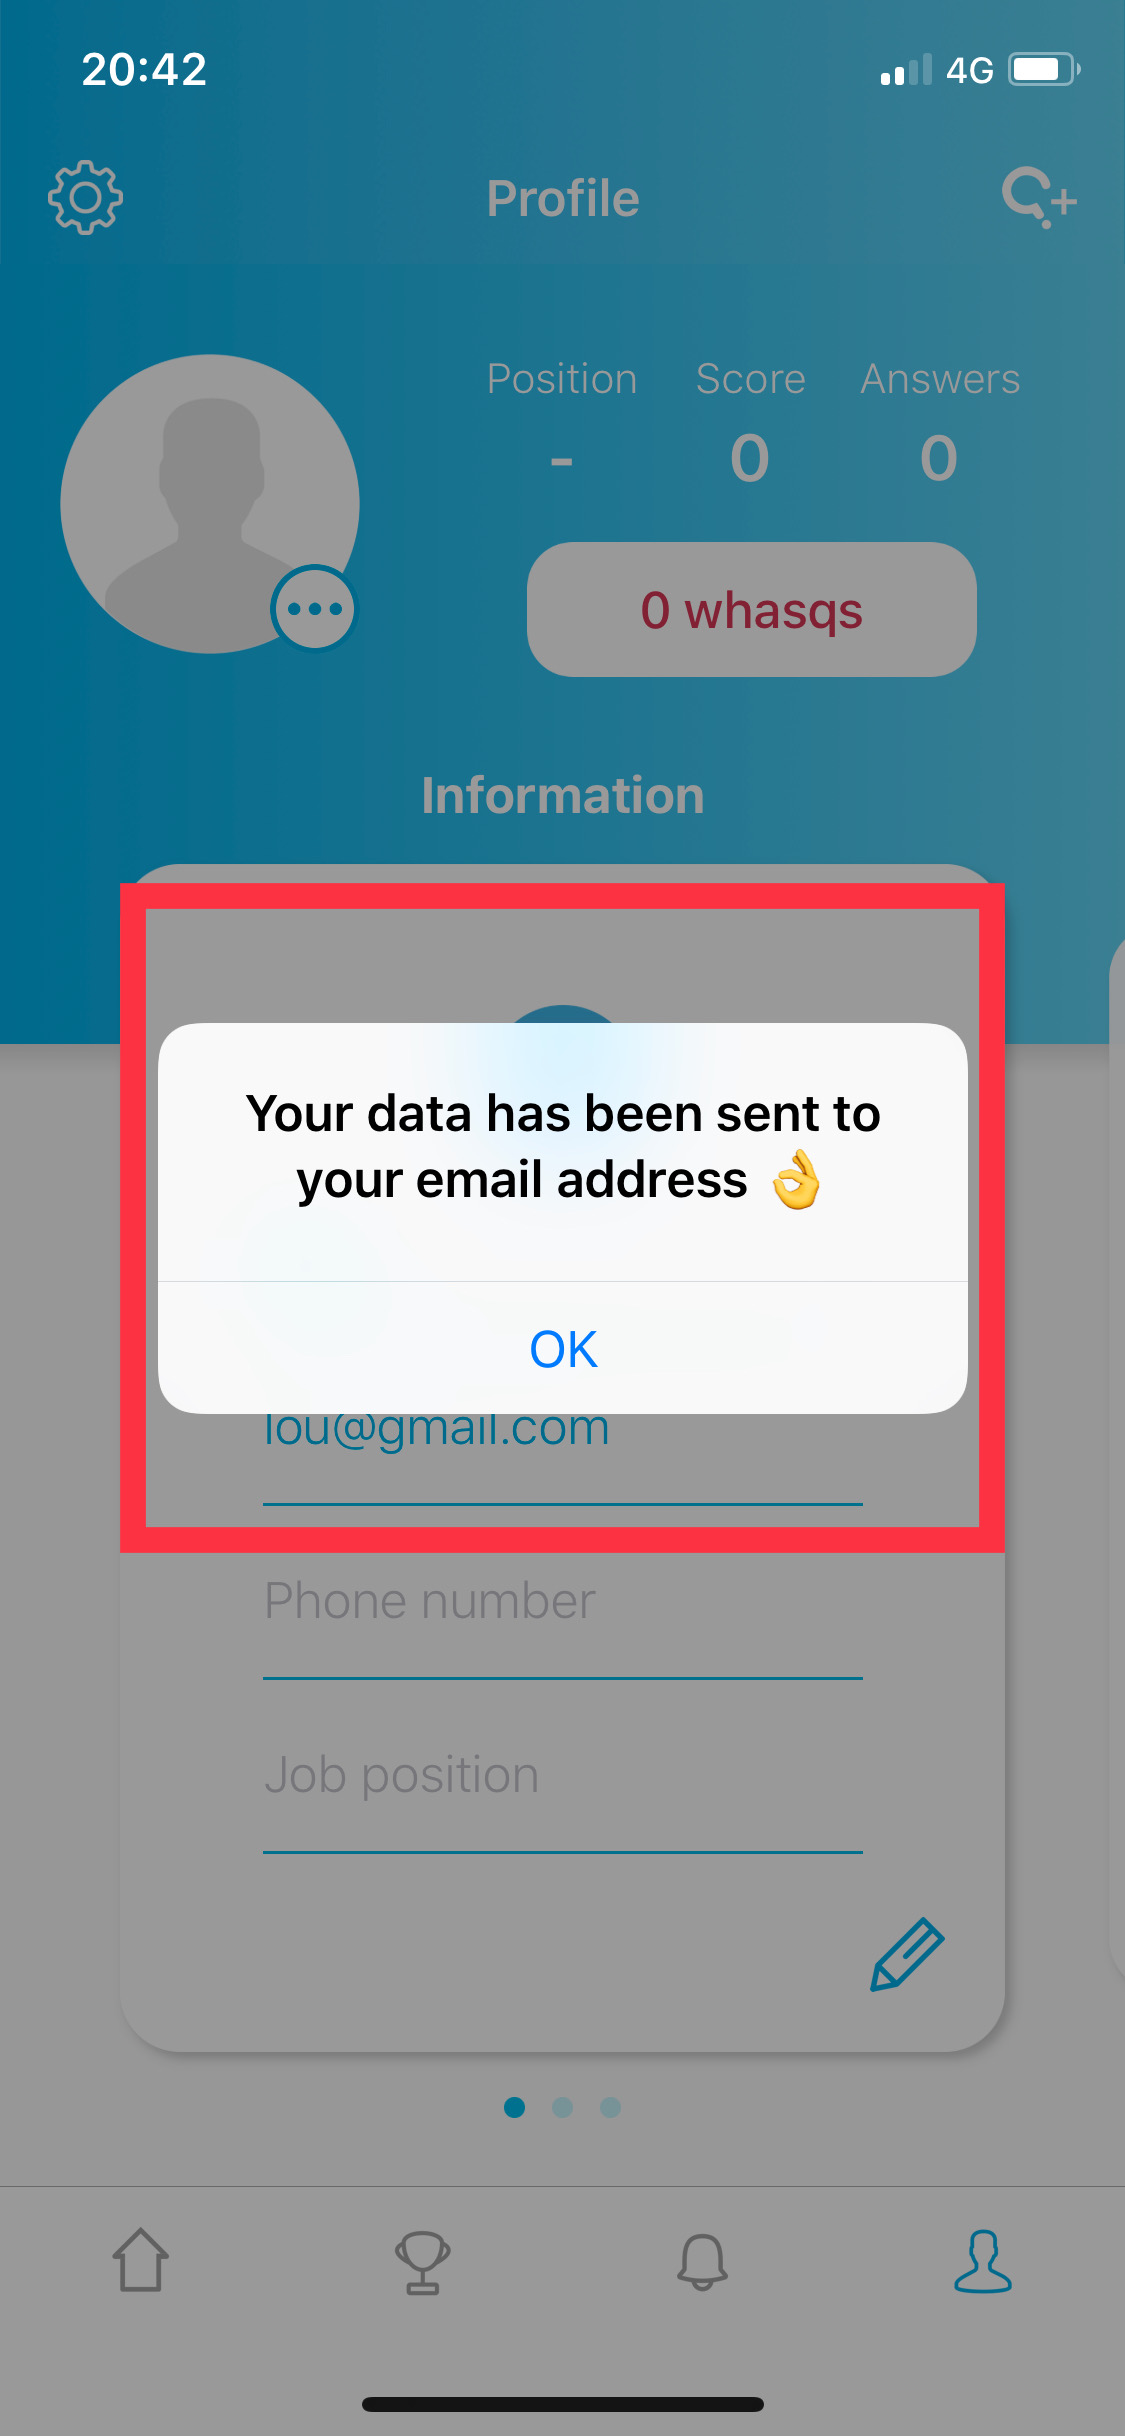 20:42
4G
Profile
Position Score Answers
- 0 0
0 whasqs
Information
Your data has been sent to
your email address 👌
OK
lou@gmail.com
Phone number
Job position